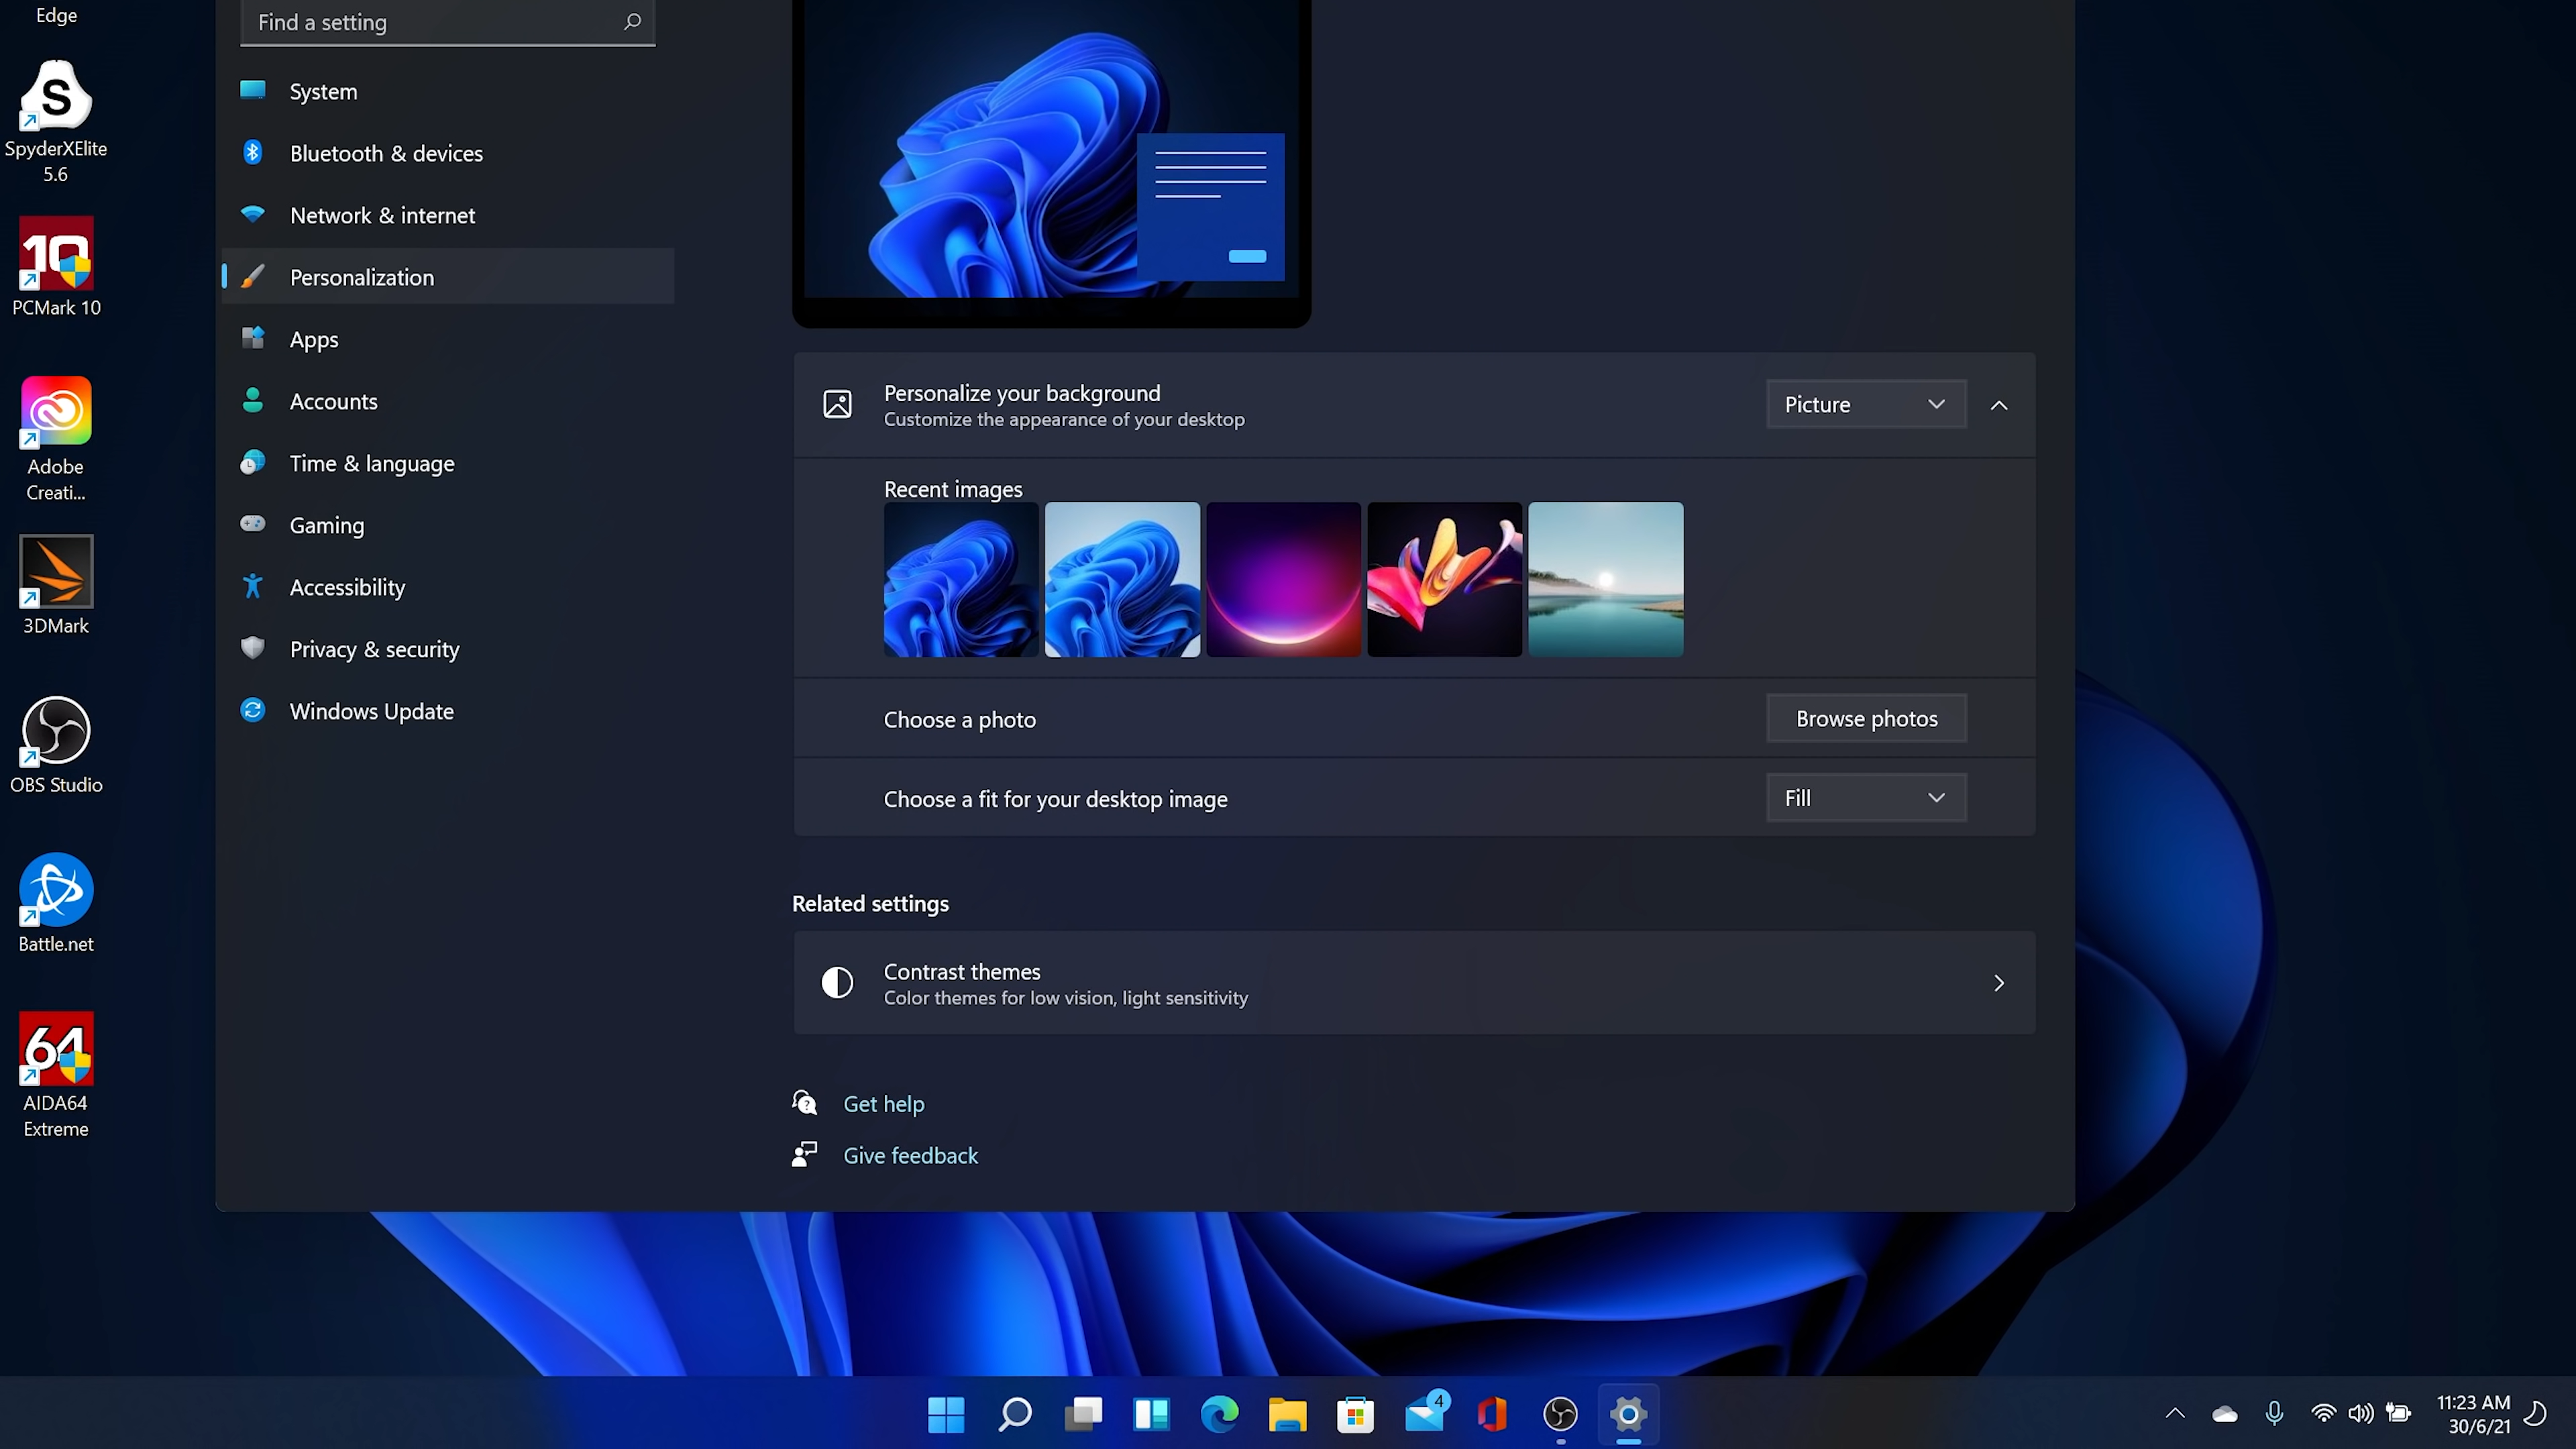 Edge
SpyderXElite
5.6
PCMark 10
Adobe
Creati...
3DMark
OBS Studio
Battle.net
64
AIDA64
Extreme
Find a setting
System
Bluetooth & devices
Network & internet
Personalization
Apps
Accounts
Time & language
Gaming
Accessibility
Privacy & security
Windows Update
Personalize your background
Customize the appearance of your desktop
Picture
Recent images
Choose a photo
Browse photos
Choose a fit for your desktop image
Fill
Related settings
Contrast themes
Color themes for low vision, light sensitivity
Get help
Give feedback
4
11:23 AM
30/6/21